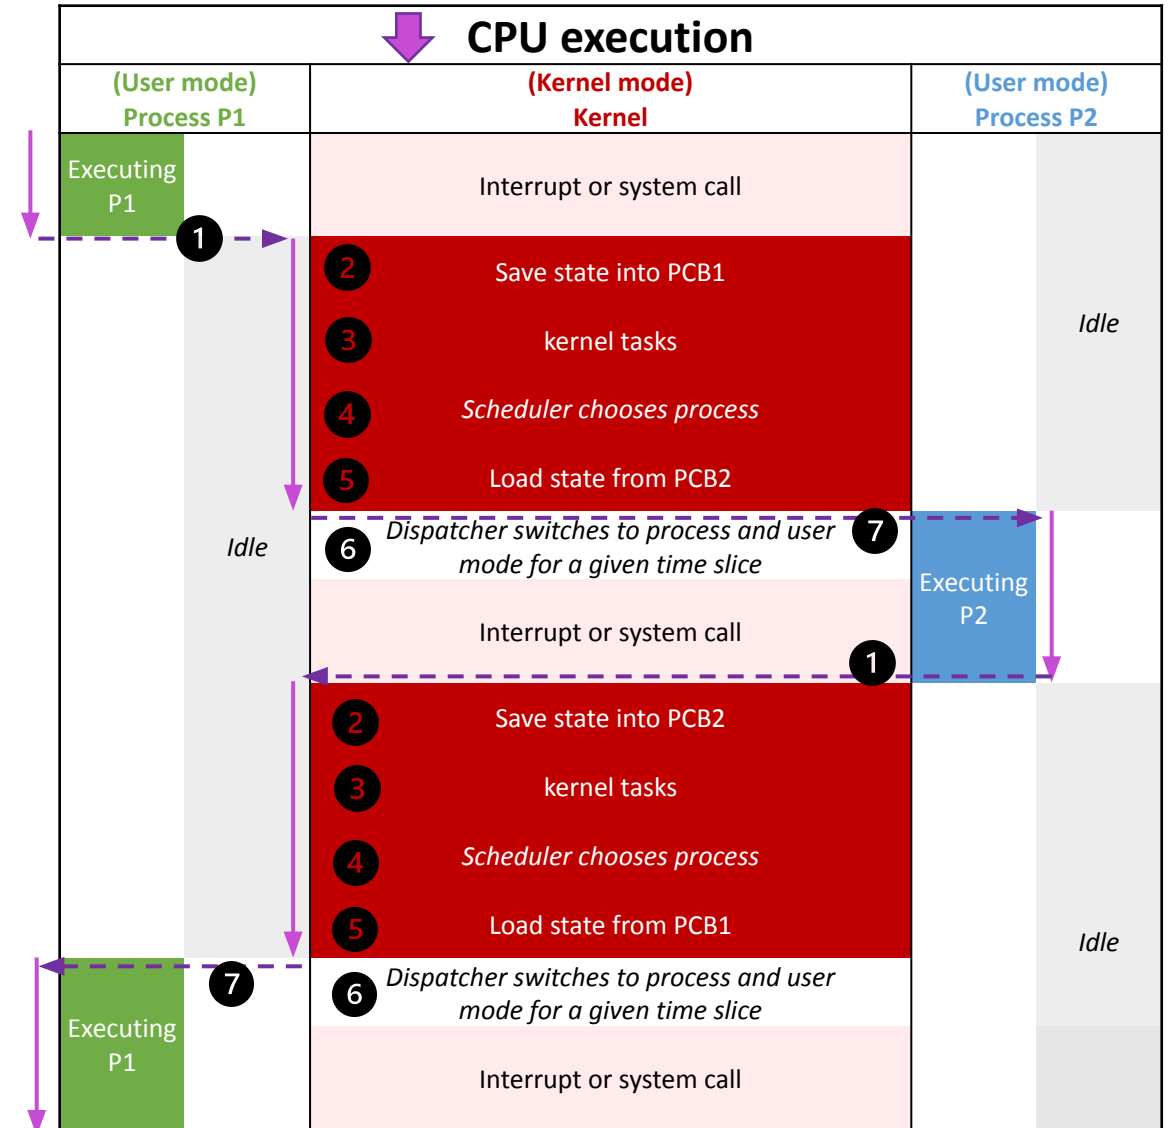 CPU execution
(User mode)
Process P1
(Kernel mode)
Kernel
(User mode)
Process P2
Executing
P1
Interrupt or system call
1
2
Save state into PCB1
3
kernel tasks
Idle
4
Scheduler chooses process
5
Load state from PCB2
Idle
6
Dispatcher switches to process and user
mode for a given time slice
7
Executing
P2
Interrupt or system call
1
2
Save state into PCB2
3
kernel tasks
4
Scheduler chooses process
5
Load state from PCB1
Idle
7
6
Dispatcher switches to process and user
mode for a given time slice
Executing
P1
Interrupt or system call